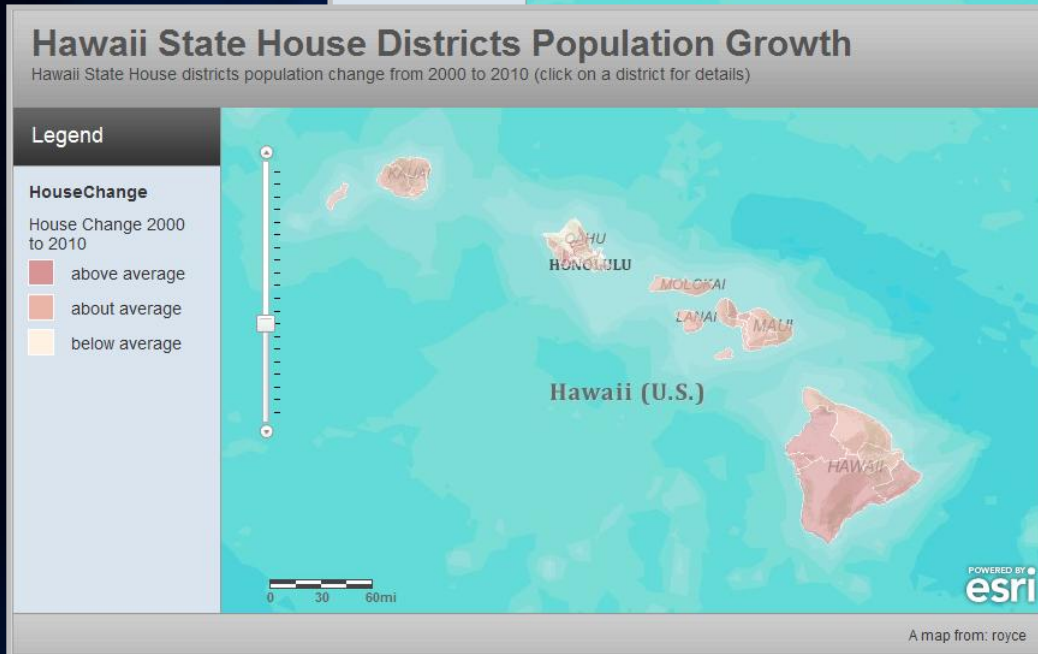 Hawaii State House Districts Population Growth
Hawaii State House districts population change from 2000 to 2010 (click on a district for details)
Legend
HouseChange
House Change 2000
to 2010
above average
about average
below average
KAUAI
OAHU
HONOLULU
MOLOKAI
LANAI
MAUI
Hawaii (U.S.)
HAWAII
0 30 60mi
POWERED BY
esri
A map from: royce